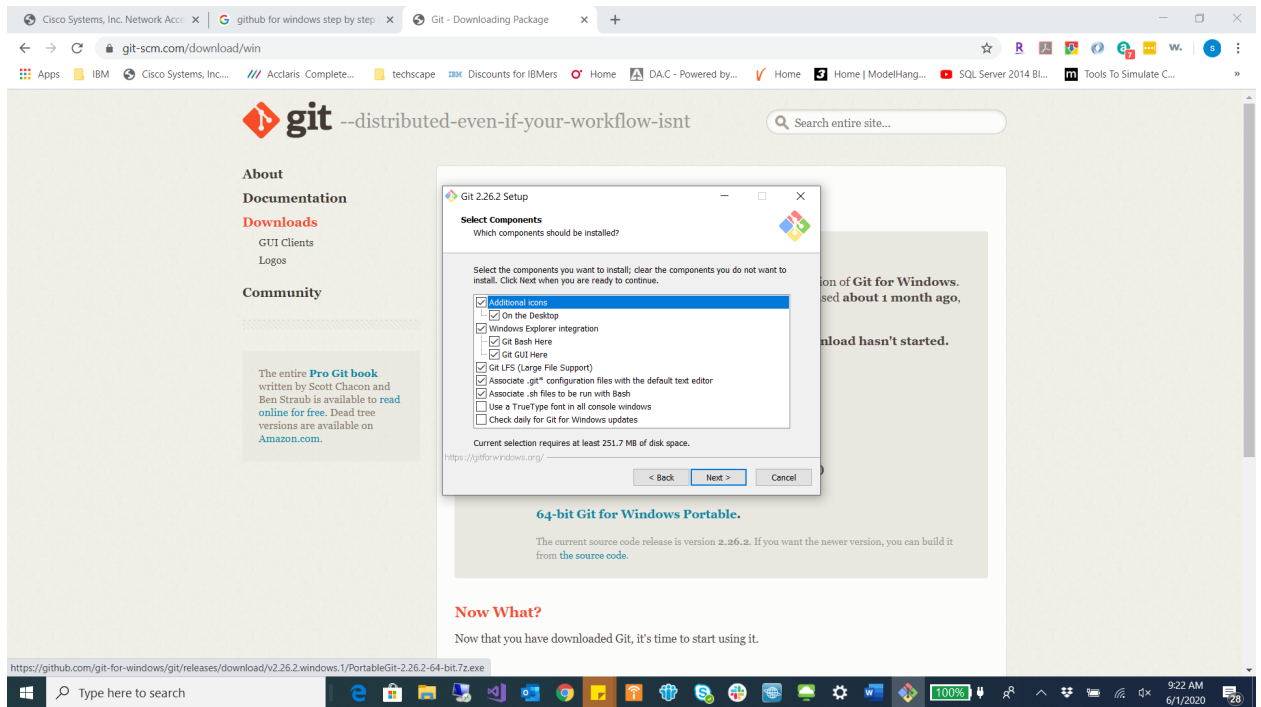 Cisco Systems, Inc. Network Acce
github for windows step by step
Git - Downloading Package
git-scm.com/download/win
Apps
IBM
Cisco Systems, Inc....
Acclaris Complete...
techscape
IBM Discounts for IBMers
Home
DA.C - Powered by...
Home
Home | ModelHang...
SQL Server 2014 BI...
Tools To Simulate C...
git --distributed-even-if-your-workflow-isnt
Search entire site...
About
Documentation
Downloads
GUI Clients
Logos
Community
The entire Pro Git book
written by Scott Chacon and
Ben Straub is available to read
online for free. Dead tree
versions are available on
Amazon.com.
Git 2.26.2 Setup
Select Components
Which components should be installed?
Select the components you want to install; clear the components you do not want to
install. Click Next when you are ready to continue.
Additional icons
On the Desktop
Windows Explorer integration
Git Bash Here
Git GUI Here
Git LFS (Large File Support)
Associate .git* configuration files with the default text editor
Associate .sh files to be run with Bash
Use a TrueType font in all console windows
Check daily for Git for Windows updates
Current selection requires at least 251.7 MB of disk space.
https://gitforwindows.org/
< Back
Next >
Cancel
ion of Git for Windows.
sed about 1 month ago,
nload hasn't started.
)
64-bit Git for Windows Portable.
The current source code release is version 2.26.2. If you want the newer version, you can build it
from the source code.
Now What?
Now that you have downloaded Git, it's time to start using it.
https://github.com/git-for-windows/git/releases/download/v2.26.2.windows.1/PortableGit-2.26.2-64-bit.7z.exe
Type here to search
100%
9:22 AM
6/1/2020
28